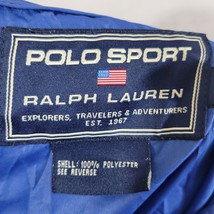 POLO SPORT
RALPH LAUREN
EXPLORERS, TRAVELERS & ADVENTURERS
EST. 1967
SHELL: 100% POLYESTER
SEE REVERSE